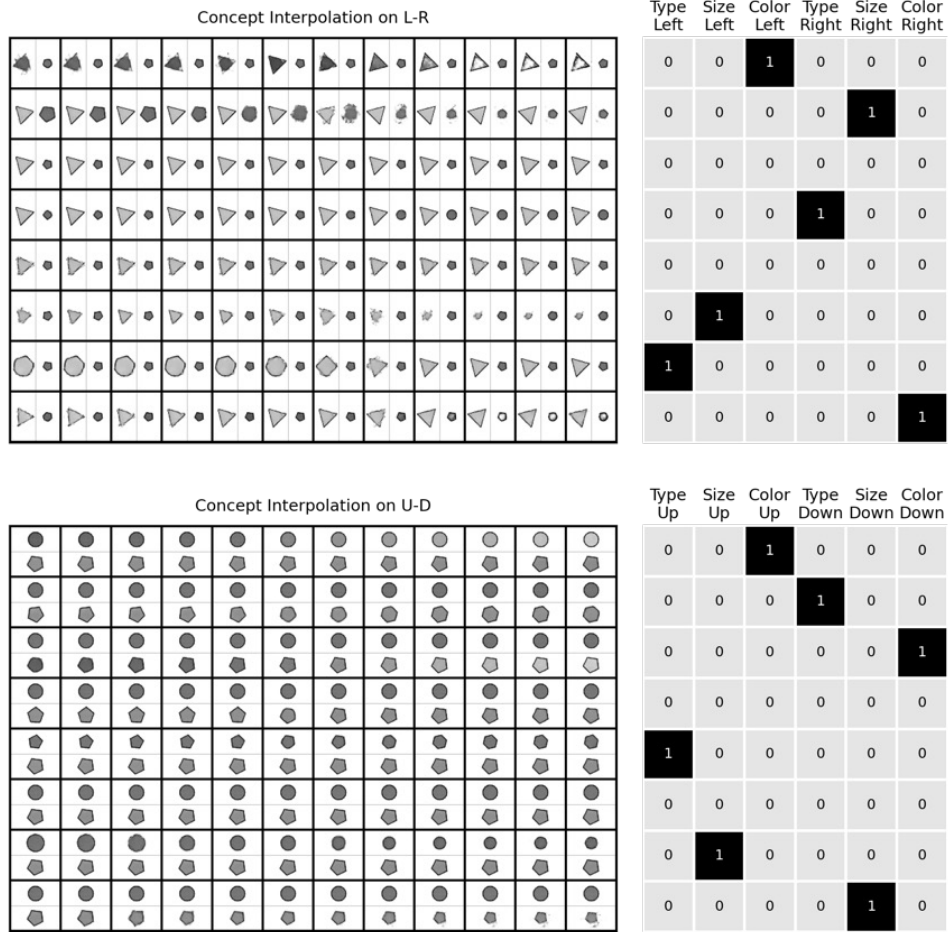 Concept Interpolation on L-R
Type Left Size Left Color Left Type Right Size Right Color Right
0 0 1 0 0 0
0 0 0 0 1 0
0 0 0 0 0 0
0 0 0 1 0 0
0 0 0 0 0 0
0 1 0 0 0 0
1 0 0 0 0 0
0 0 0 0 0 1
Concept Interpolation on U-D
Type Up Size Up Color Up Type Down Size Down Color Down
0 0 1 0 0 0
0 0 0 1 0 0
0 0 0 0 0 1
0 0 0 0 0 0
1 0 0 0 0 0
0 0 0 0 0 0
0 1 0 0 0 0
0 0 0 0 1 0